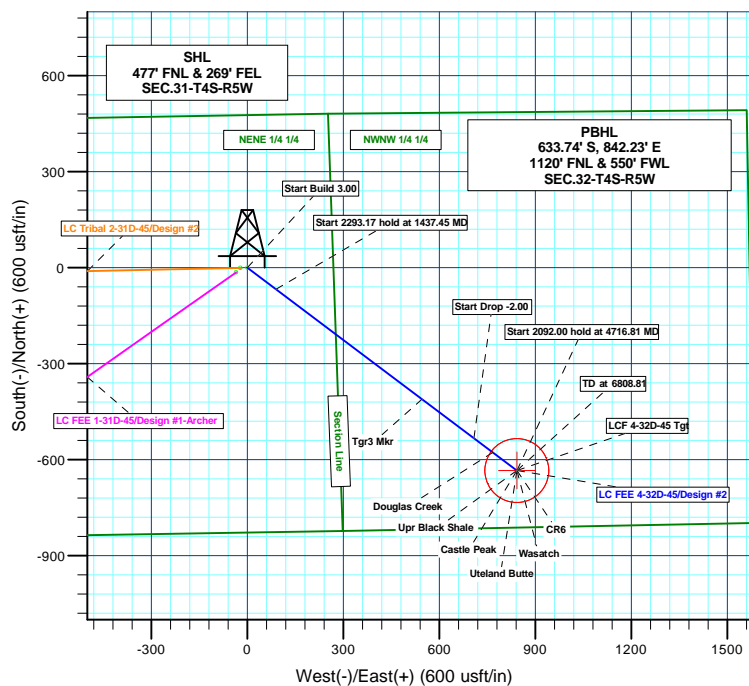 SHL
477' FNL & 269' FEL
SEC.31-T4S-R5W
NENE 1/4 1/4
NWNW 1/4 1/4
PBHL
633.74' S, 842.23' E
1120' FNL & 550' FWL
SEC.32-T4S-R5W
Start Build 3.00
Start 2293.17 hold at 1437.45 MD
LC Tribal 2-31D-45/Design #2
Start Drop -2.00
Start 2092.00 hold at 4716.81 MD
TD at 6808.81
LC FEE 1-31D-45/Design #1-Archer
LCF 4-32D-45 Tgt
Section Line
Tgr3 Mkr
LC FEE 4-32D-45/Design #2
Douglas Creek
Upr Black Shale
CR6
Castle Peak
Wasatch
Uteland Butte
600
300
0
-300
-600
-900
South(-)/North(+) (600 usft/in)
-300
0
300
600
900
1200
1500
West(-)/East(+) (600 usft/in)